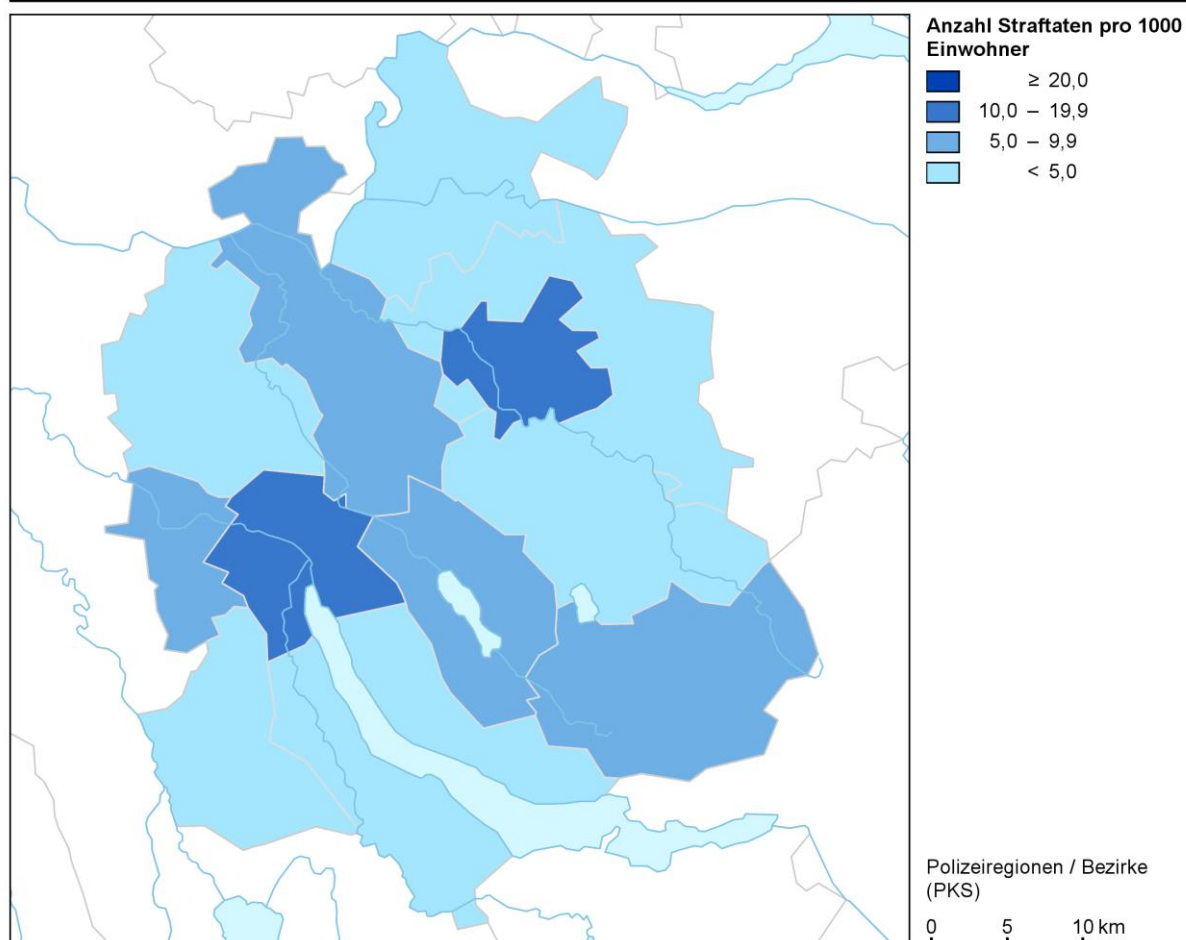 Anzahl Straftaten pro 1000
Einwohner
≥ 20,0
10,0 – 19,9
5,0 – 9,9
< 5,0
Polizeiregionen / Bezirke
(PKS)
0 5 10 km